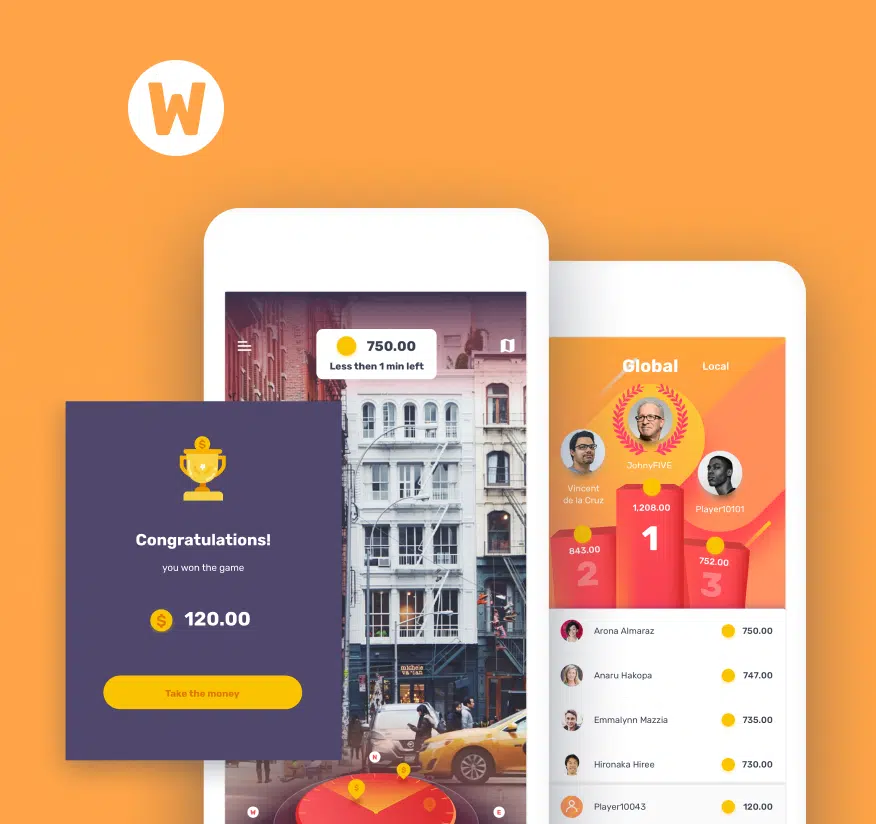 W
750.00
Less then 1 min left
Congratulations!
you won the game
$ 120.00
Take the money
michele
varian
N
W
E
Global
Local
JohnyFIVE
Vincent
de la Cruz
Player10101
1,208.00
843.00
752.00
1
2
3
Arona Almaraz 750.00
Anaru Hakopa 747.00
Emmalynn Mazzia 735.00
Hironaka Hiree 730.00
Player10043 120.00